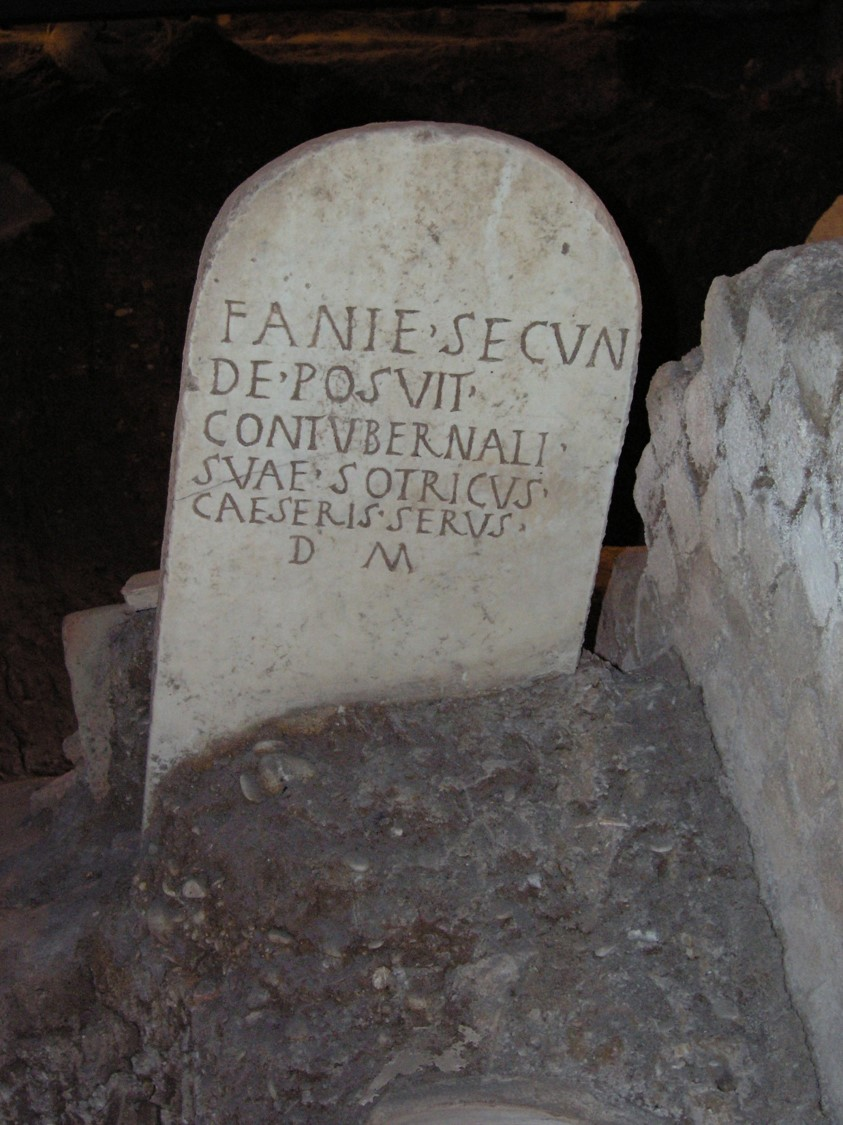 FANIE·SECVN
DE·POSVIT·
CONTVBERNALI·
SVAE·SOTRICVS·
CAESERIS·SERVS·
D M